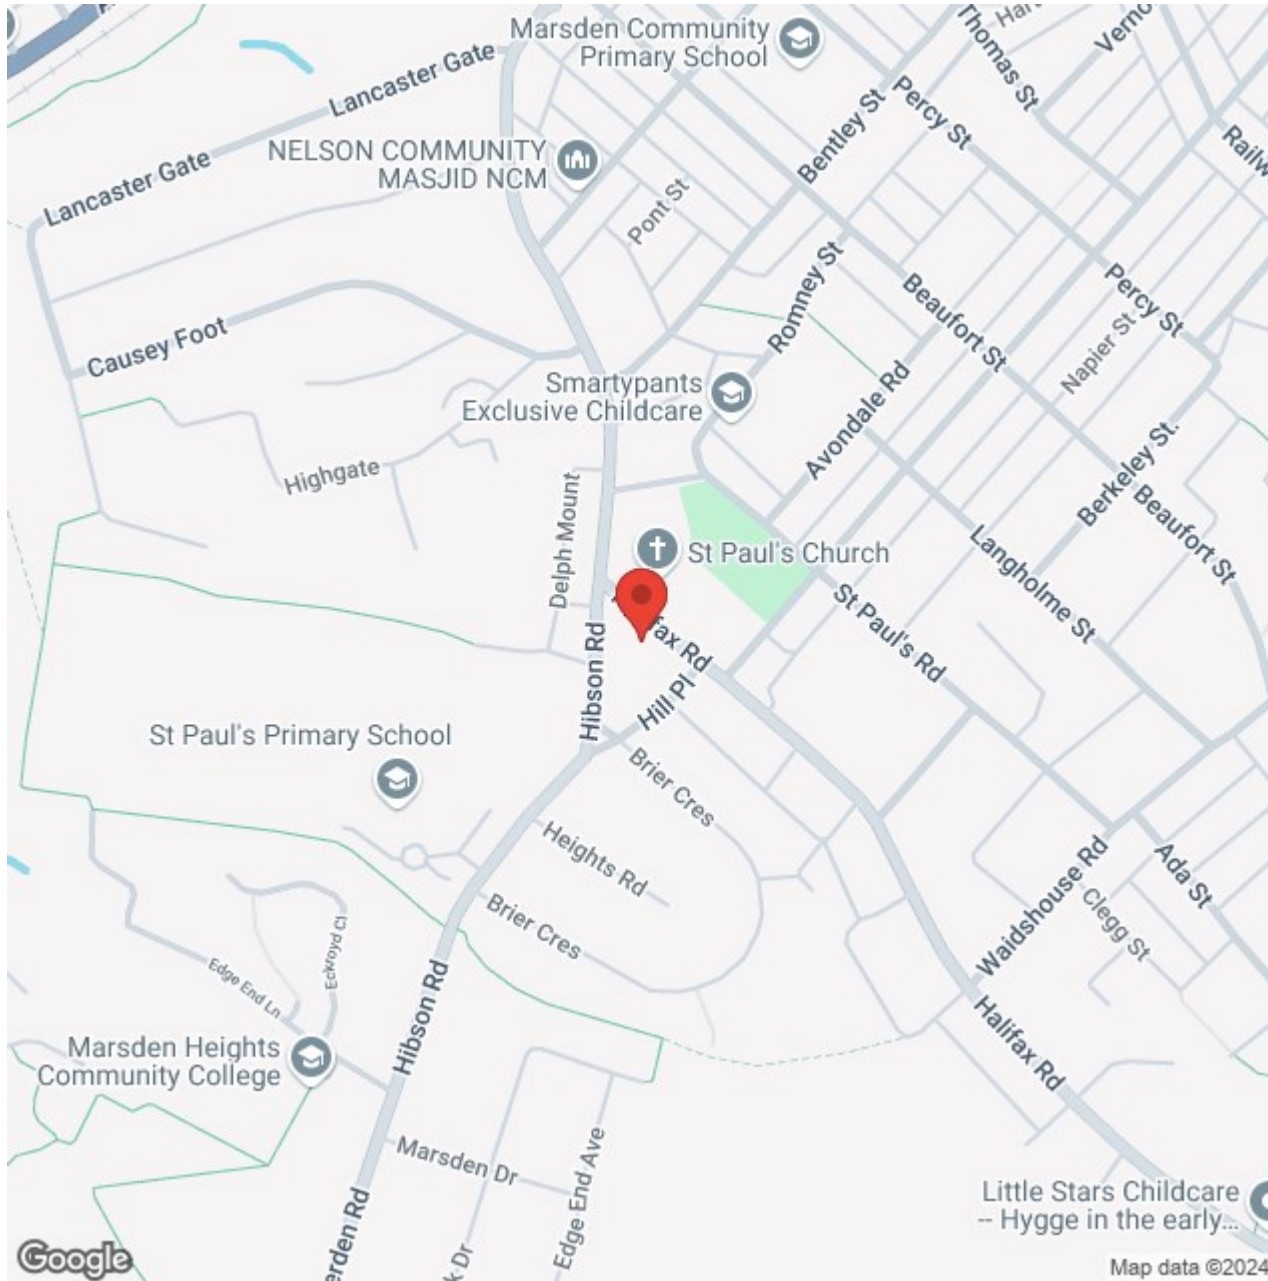 Marsden Community
Primary School
Thomas St
Percy St
Bentley St
Lancaster Gate
Lancaster Gate
NELSON COMMUNITY
MASJID NCM
Pont St
Romney St
Beaufort St
Percy St
Napier St
Causey Foot
Smartypants
Exclusive Childcare
Avondale Rd
Highgate
Delph Mount
Berkeley St.
Beaufort St
St Paul's Church
Langholme St
St Paul's Rd
Hibson Rd
Hill Pl
St Paul's Primary School
Brier Cres
Heights Rd
Brier Cres
Waidshouse Rd
Ada St
Clegg St
Eckroyd Cl
Edge End Ln
Hibson Rd
Halifax Rd
Marsden Heights
Community College
Marsden Dr
Edge End Ave
Little Stars Childcare
-- Hygge in the early...
Google
Map data ©2024